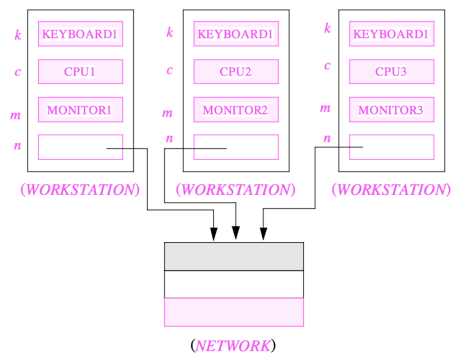 k KEYBOARD1 k KEYBOARD1 k KEYBOARD1
c CPU1 c CPU2 c CPU3
m MONITOR1 m MONITOR2 m MONITOR3
n n n
(WORKSTATION) (WORKSTATION) (WORKSTATION)
(NETWORK)